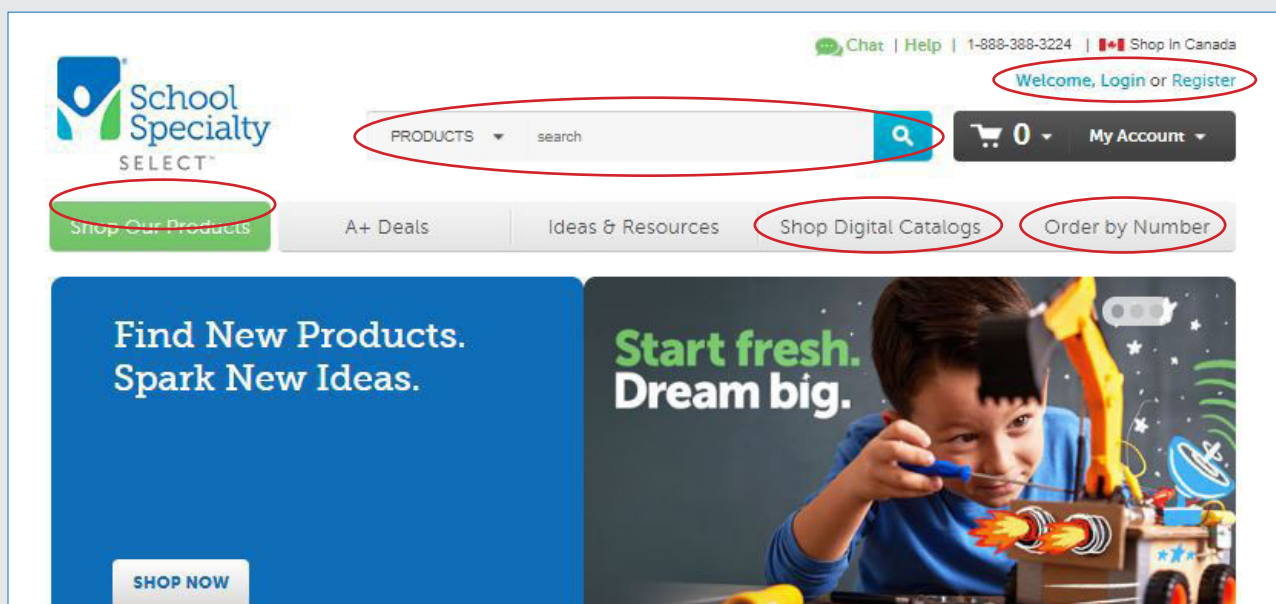 Chat | Help | 1-888-388-3224 | Shop In Canada
Welcome, Login or Register
School
Specialty
SELECT™
PRODUCTS search
0 My Account
Shop Our Products A+ Deals Ideas & Resources Shop Digital Catalogs Order by Number
Find New Products.
Spark New Ideas.
SHOP NOW
Start fresh.
Dream big.